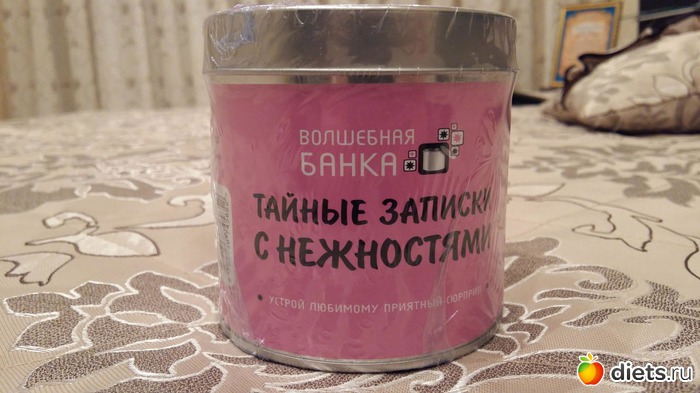 ВОЛШЕБНАЯ
БАНКА
ТАЙНЫЕ ЗАПИСКИ
С НЕЖНОСТЯМИ
• УСТРОЙ ЛЮБИМОМУ ПРИЯТНЫЙ СЮРПРИЗ
diets.ru